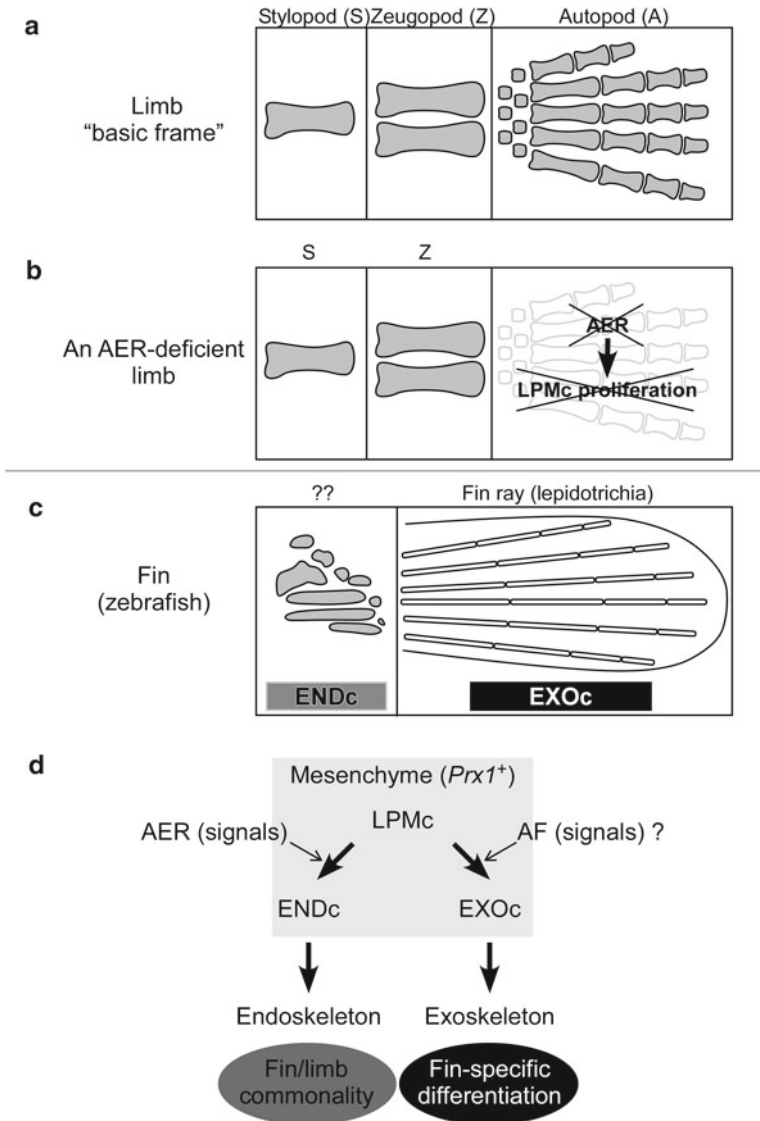 a
Stylopod (S) Zeugopod (Z) Autopod (A)
Limb
“basic frame”
b
S Z
An AER-deficient
limb
AER
LPMc proliferation
c
?? Fin ray (lepidotrichia)
Fin
(zebrafish)
ENDc EXOc
d
Mesenchyme (Prx1⁺)
LPMc
AER (signals) AF (signals) ?
ENDc EXOc
Endoskeleton Exoskeleton
Fin/limb
commonality
Fin-specific
differentiation